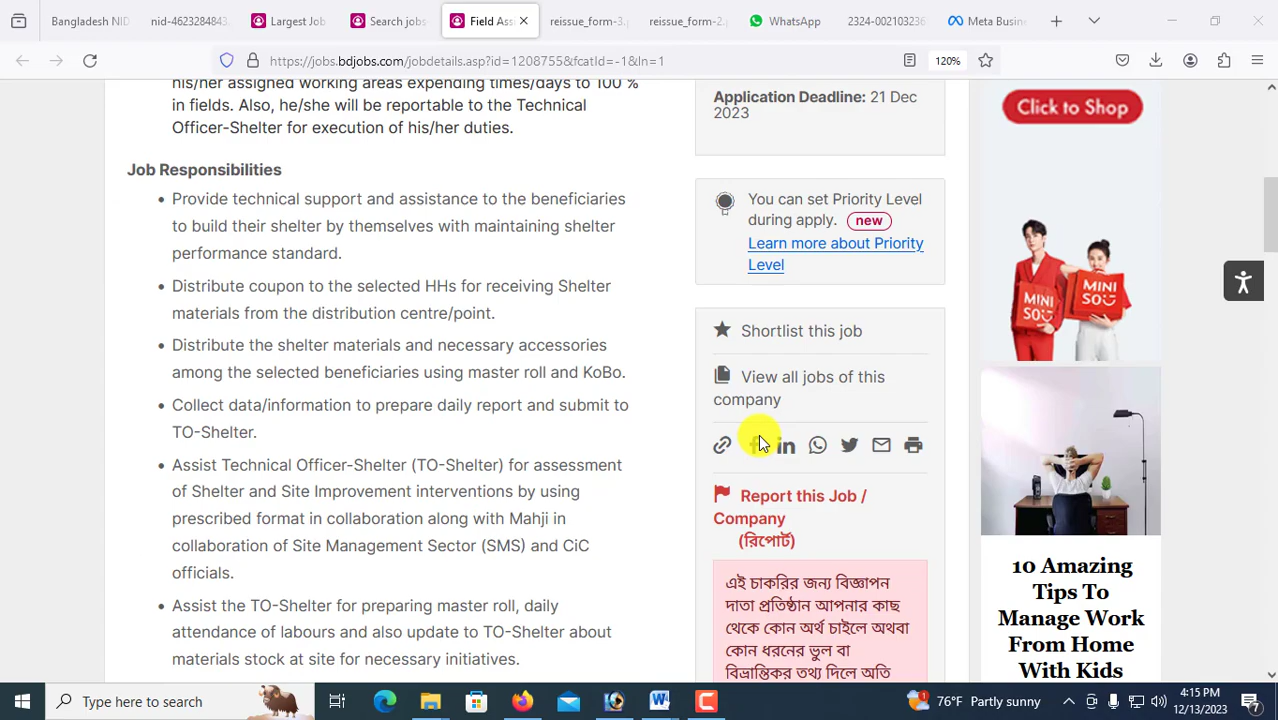 Bangladesh NID
nid-4623284843.
Largest Job
Search jobs
Field Ass
reissue_form-3.
reissue_form-2.
WhatsApp
2324-002103236
Meta Busin
https://jobs.bdjobs.com/jobdetails.asp?id=1208755&fcatId=-1&ln=1
120%
his/her assigned working areas expending times/days to 100 %
in fields. Also, he/she will be reportable to the Technical
Officer-Shelter for execution of his/her duties.
Job Responsibilities
• Provide technical support and assistance to the beneficiaries
to build their shelter by themselves with maintaining shelter
performance standard.
• Distribute coupon to the selected HHs for receiving Shelter
materials from the distribution centre/point.
• Distribute the shelter materials and necessary accessories
among the selected beneficiaries using master roll and KoBo.
• Collect data/information to prepare daily report and submit to
TO-Shelter.
• Assist Technical Officer-Shelter (TO-Shelter) for assessment
of Shelter and Site Improvement interventions by using
prescribed format in collaboration along with Mahji in
collaboration of Site Management Sector (SMS) and CiC
officials.
• Assist the TO-Shelter for preparing master roll, daily
attendance of labours and also update to TO-Shelter about
materials stock at site for necessary initiatives.
Application Deadline: 21 Dec
2023
You can set Priority Level
during apply. new
Learn more about Priority
Level
Shortlist this job
View all jobs of this
company
Report this Job /
Company
(রিপোর্ট)
এই চাকরির জন্য বিজ্ঞাপন
দাতা প্রতিষ্ঠান আপনার কাছ
থেকে কোন অর্থ চাইলে অথবা
কোন ধরনের ভুল বা
বিভ্রান্তিকর তথ্য দিলে অতি
Click to Shop
MINI
SO
MINI
SO
10 Amazing
Tips To
Manage Work
From Home
With Kids
Type here to search
76°F Partly sunny
4:15 PM
12/13/2023
7